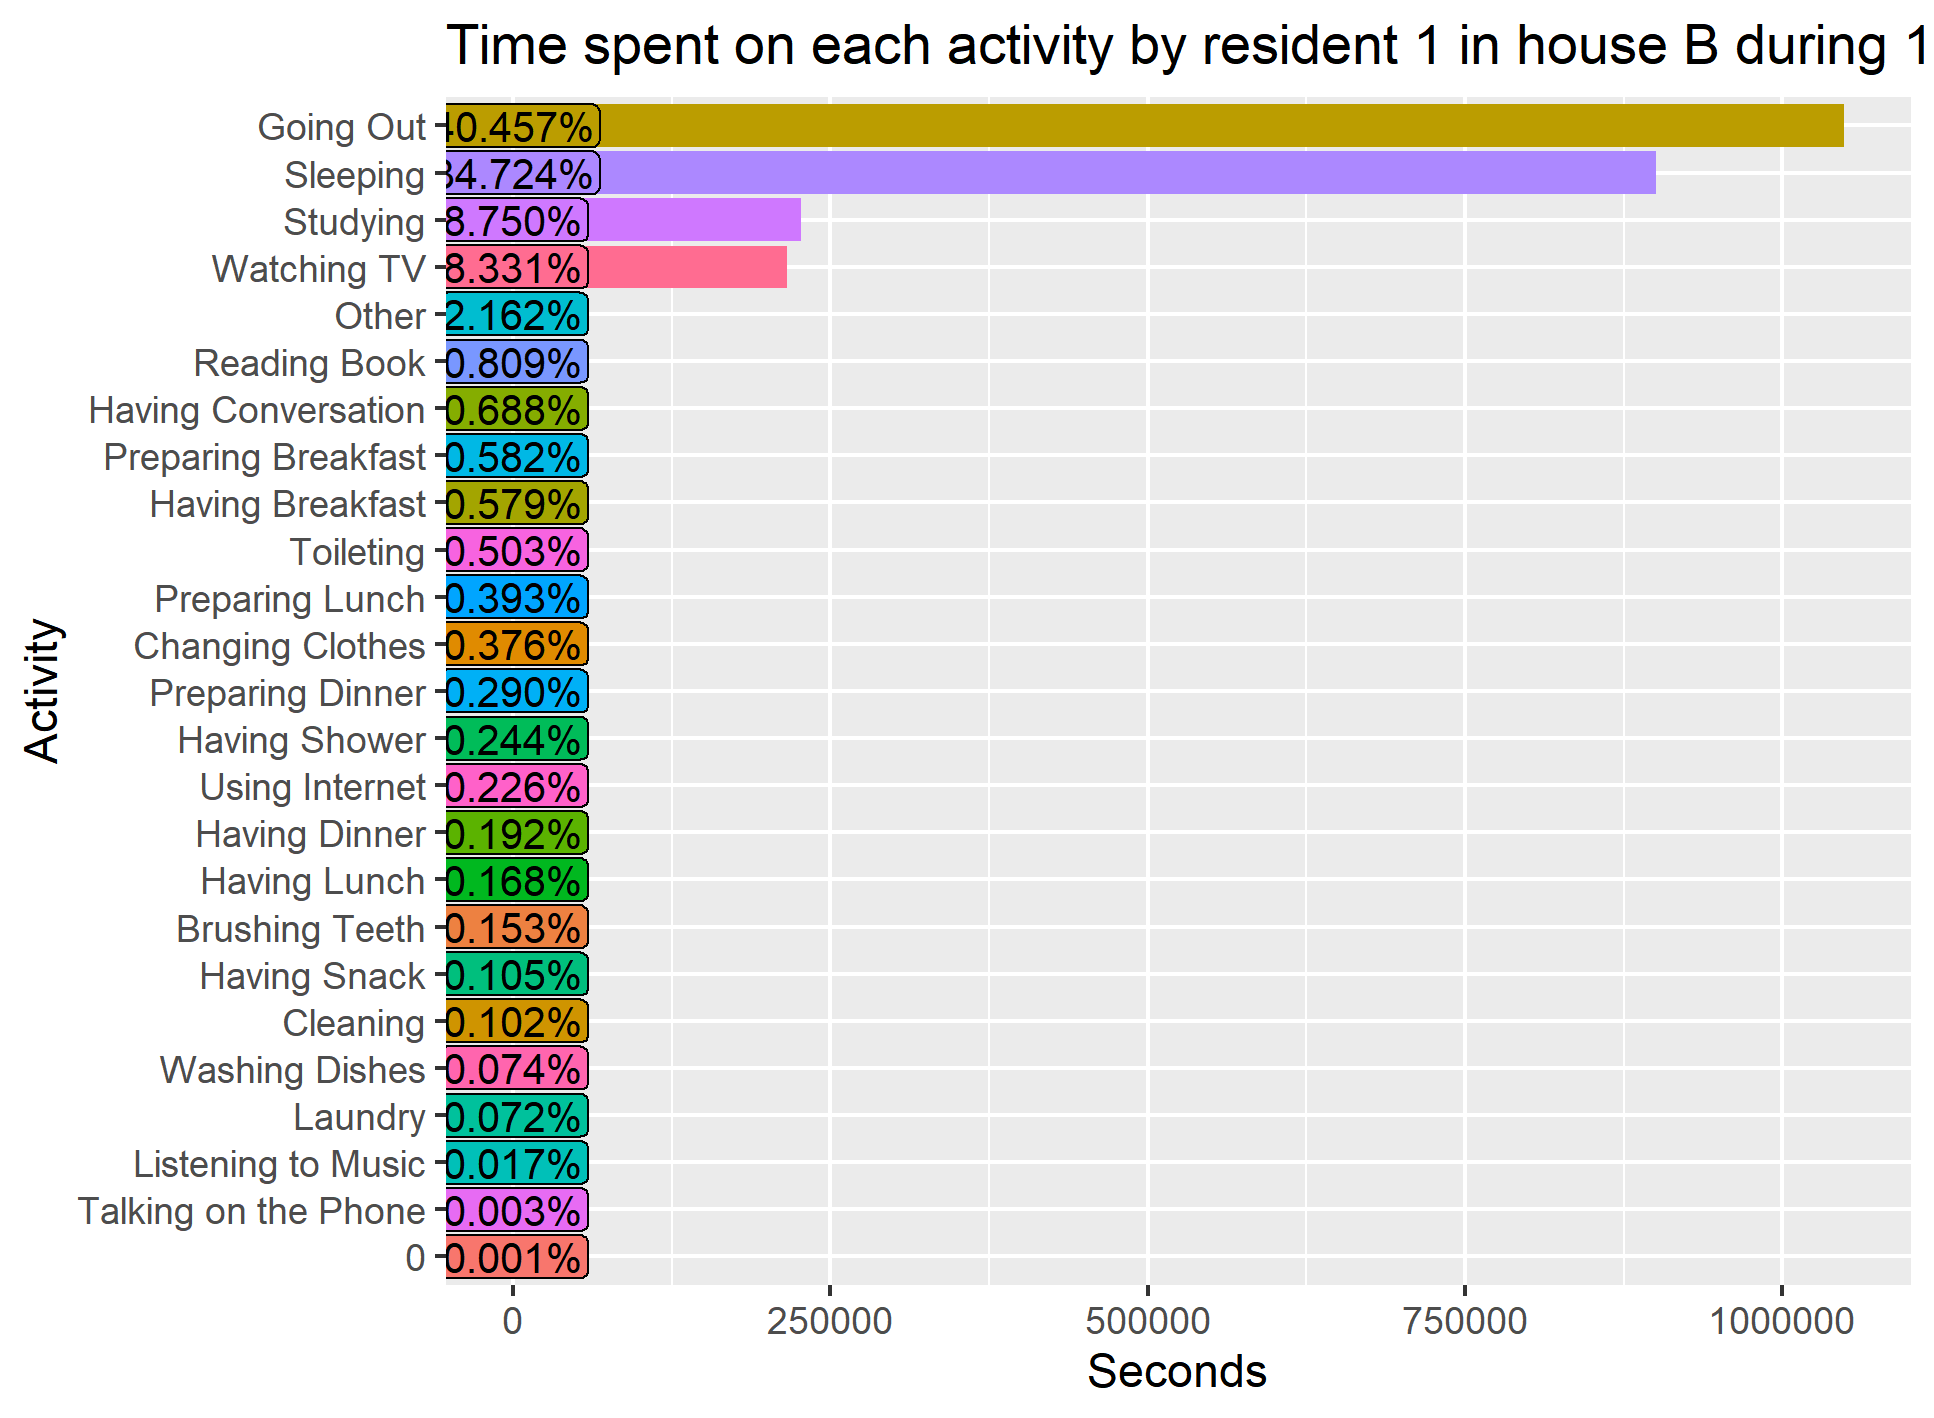 Time spent on each activity by resident 1 in house B during 1
Going Out 40.457%
Sleeping 34.724%
Studying 8.750%
Watching TV 8.331%
Other 2.162%
Reading Book 0.809%
Having Conversation 0.688%
Preparing Breakfast 0.582%
Having Breakfast 0.579%
Toileting 0.503%
Preparing Lunch 0.393%
Changing Clothes 0.376%
Preparing Dinner 0.290%
Having Shower 0.244%
Using Internet 0.226%
Having Dinner 0.192%
Having Lunch 0.168%
Brushing Teeth 0.153%
Having Snack 0.105%
Cleaning 0.102%
Washing Dishes 0.074%
Laundry 0.072%
Listening to Music 0.017%
Talking on the Phone 0.003%
0 0.001%
Activity
0 250000 500000 750000 1000000
Seconds